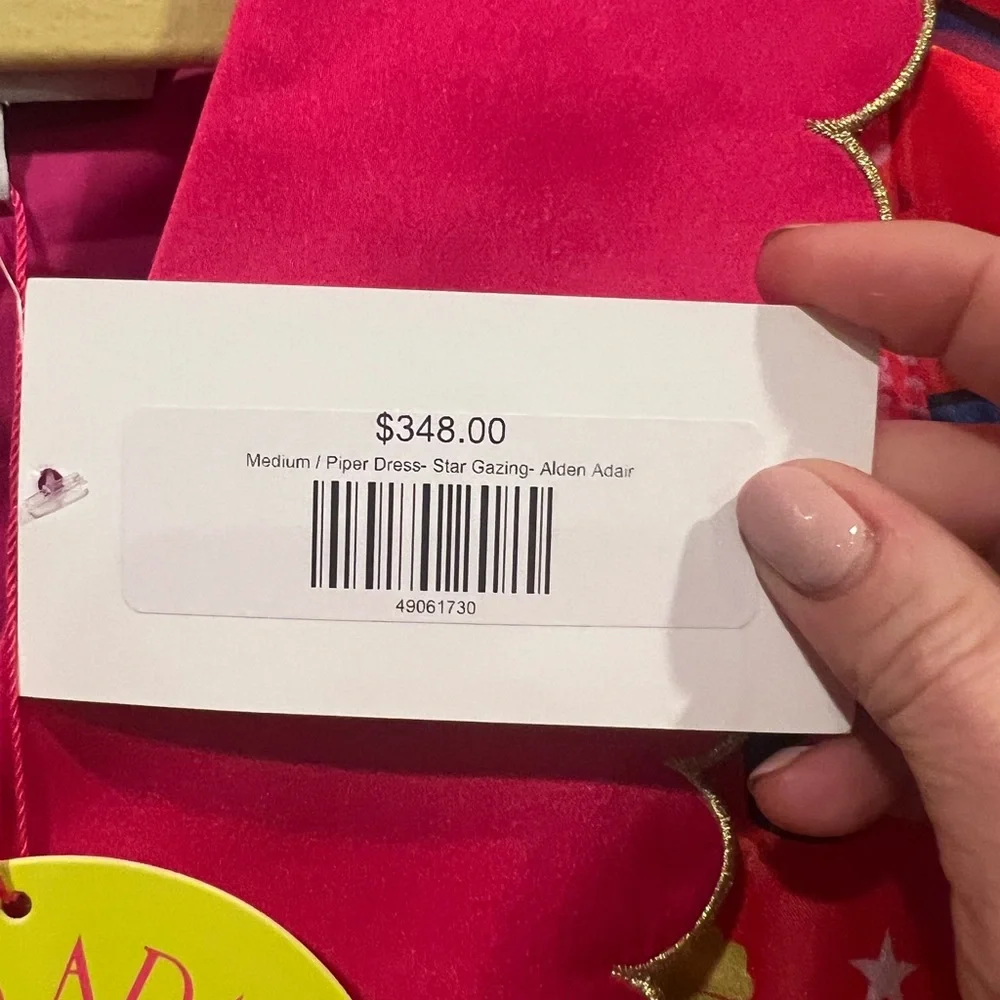 $348.00
Medium / Piper Dress- Star Gazing- Alden Adair
49061730